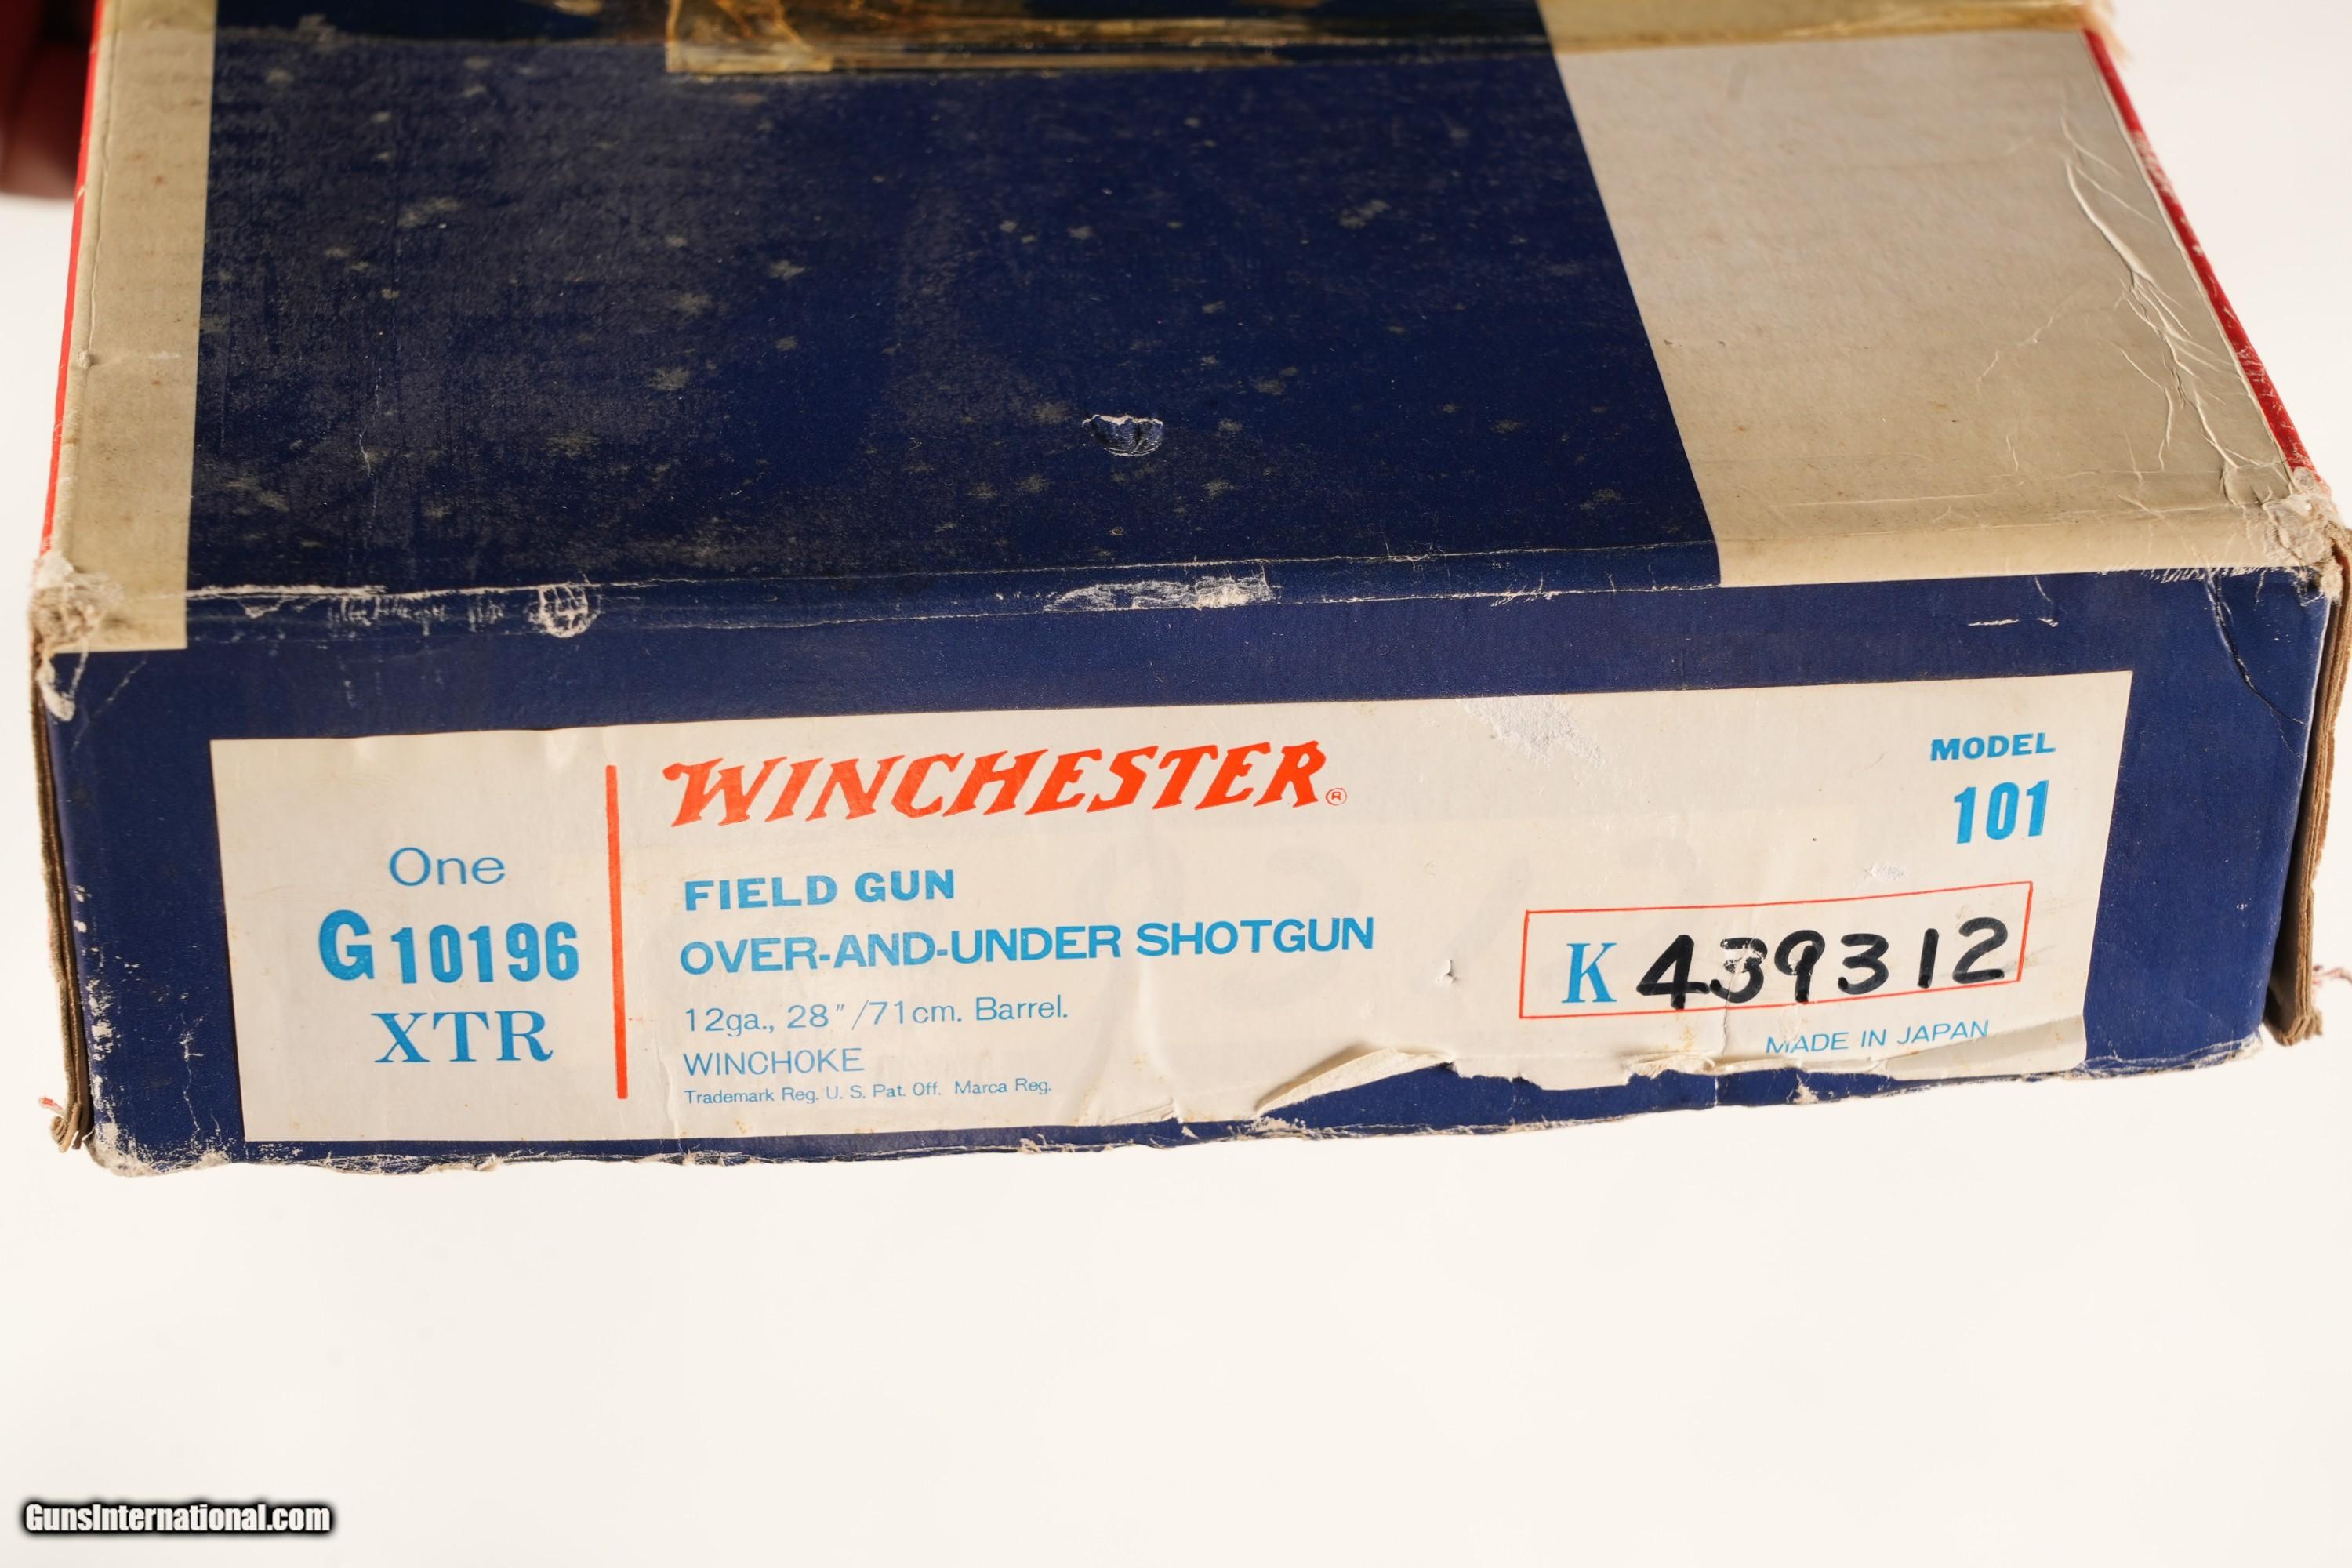 One
G10196
XTR
WINCHESTER®
FIELD GUN
OVER-AND-UNDER SHOTGUN
12ga., 28"/71cm. Barrel.
WINCHOKE
Trademark Reg. U. S. Pat. Off. Marca Reg.
MODEL
101
K 439312
MADE IN JAPAN
GunsInternational.com